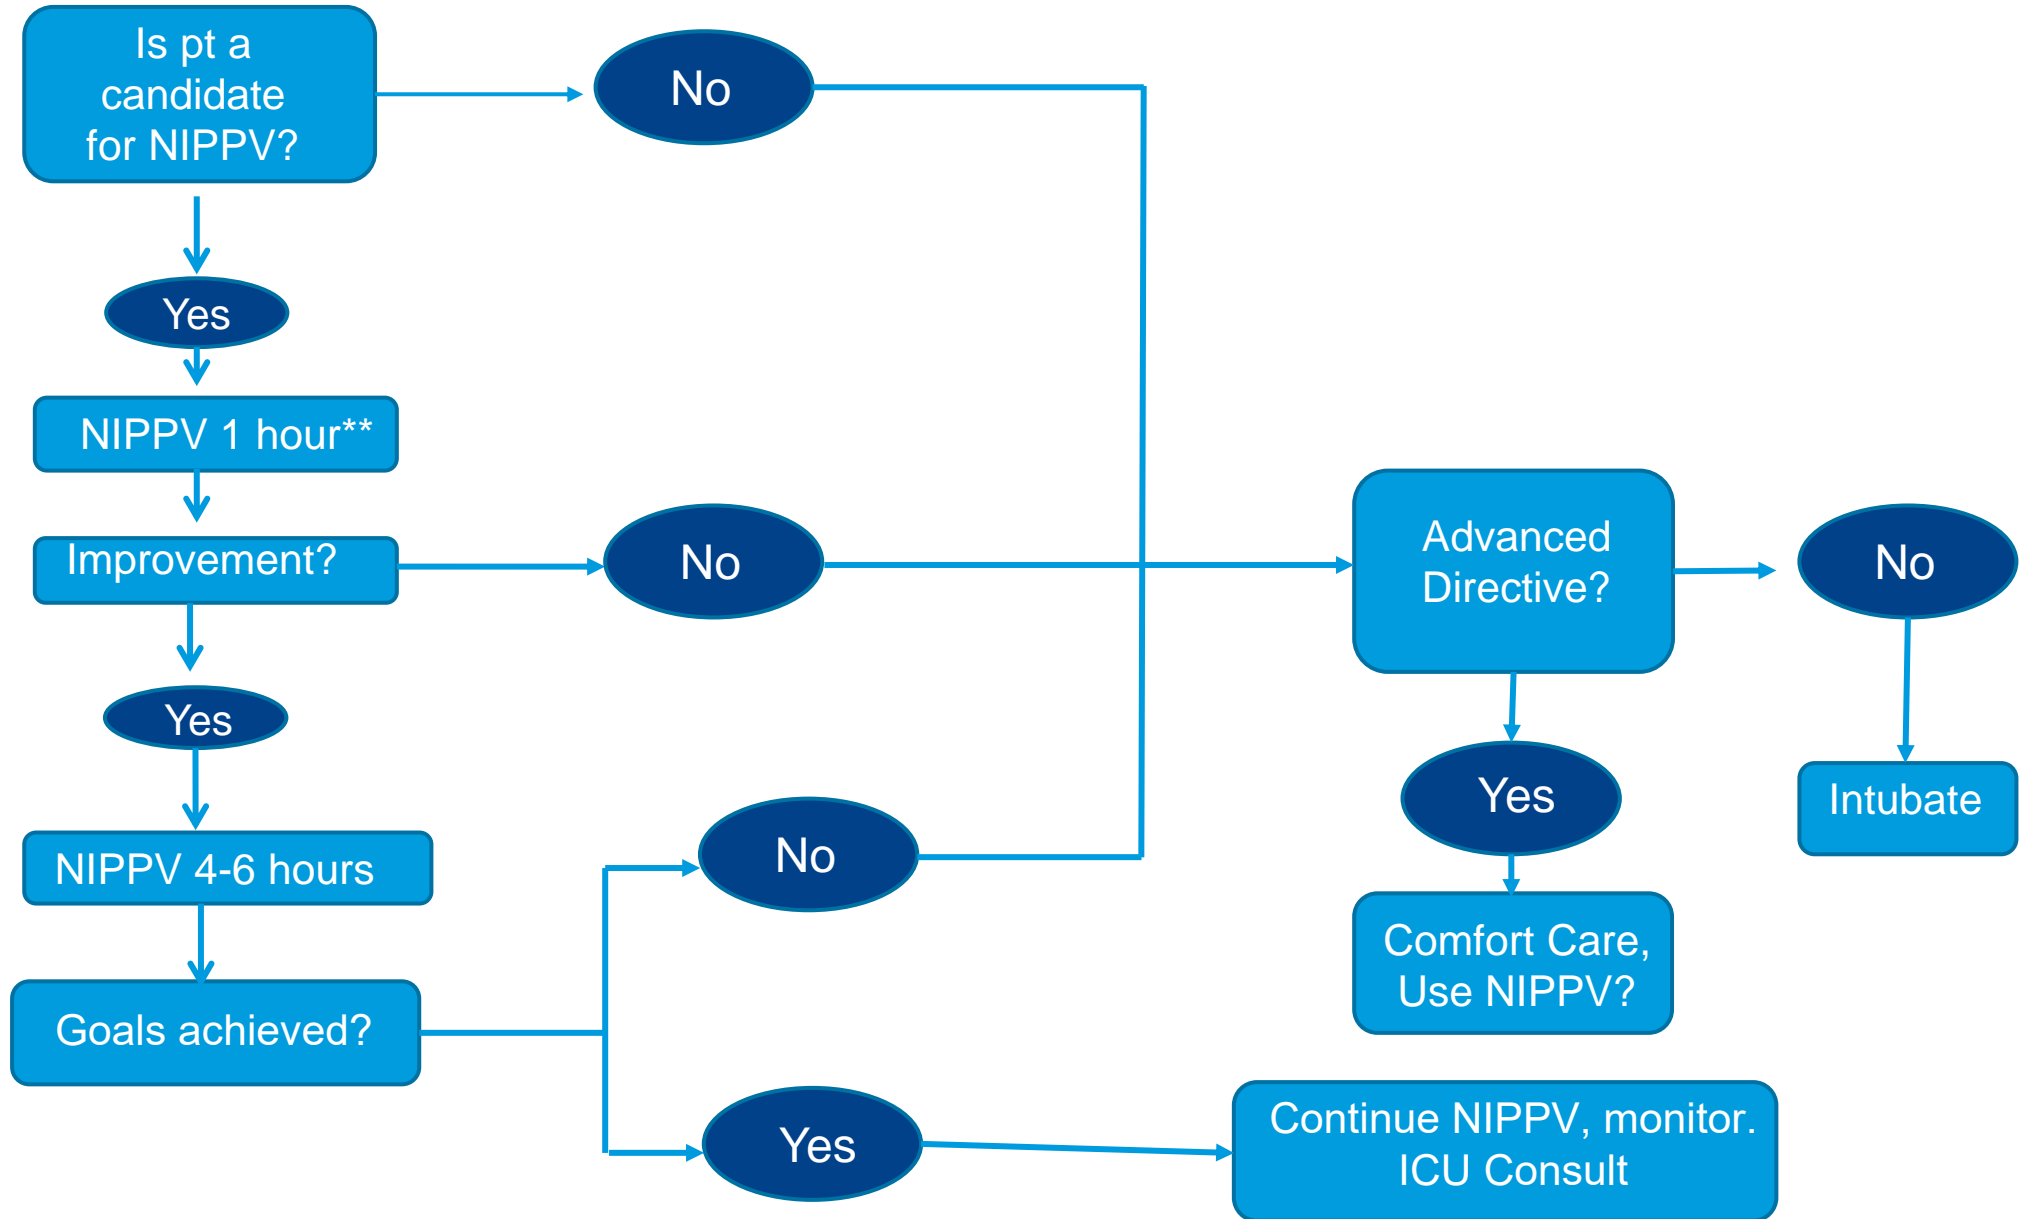 Is pt a
candidate
for NIPPV?
No
Yes
NIPPV 1 hour**
Improvement?
No
Advanced
Directive?
No
Yes
Yes
Intubate
NIPPV 4-6 hours
No
Comfort Care,
Use NIPPV?
Goals achieved?
Yes
Continue NIPPV, monitor.
ICU Consult